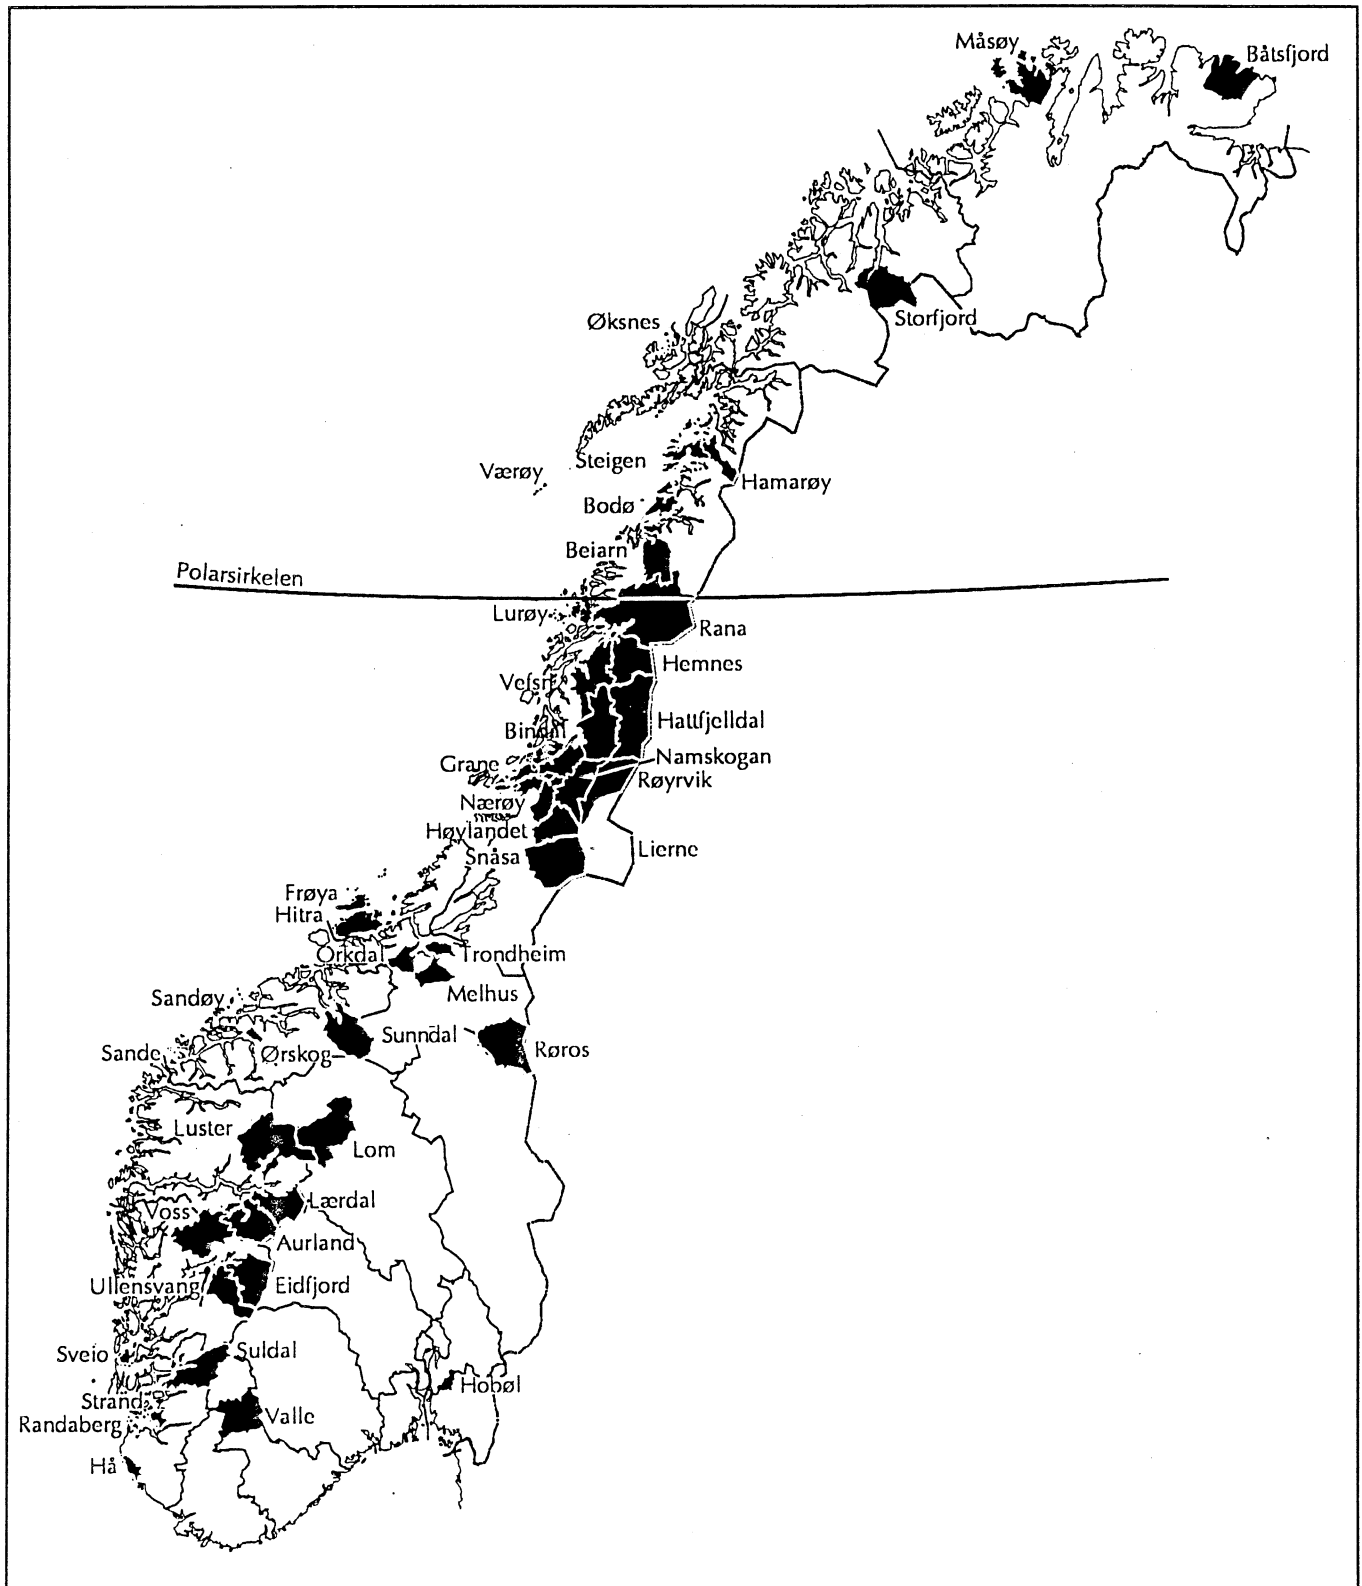 Måsøy
Båtsfjord
Storfjord
Øksnes
Værøy
Steigen
Hamarøy
Bodø
Beiarn
Polarsirkelen
Lurøy
Rana
Hemnes
Vefsn
Hattfjelldal
Bindal
Namskogan
Grane
Røyrvik
Nærøy
Høylandet
Lierne
Snåsa
Frøya
Hitra
Orkdal
Trondheim
Melhus
Sandøy
Sunndal
Røros
Sande
Ørskog
Luster
Lom
Lærdal
Voss
Aurland
Ullensvang
Eidfjord
Suldal
Sveio
Hobøl
Strand
Valle
Randaberg
Hå